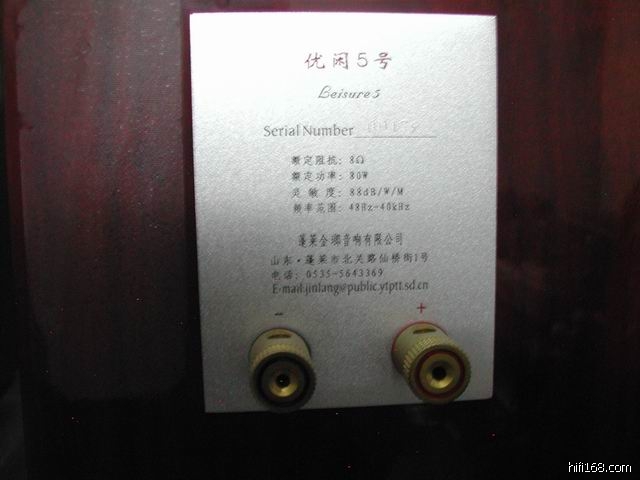 优闲5号
Leisure5
Serial Number
额定阻抗：8Ω
额定功率：80W
灵 敏 度：88dB/W/M
频率范围：48Hz-40kHz
蓬莱金琅音响有限公司
山东·蓬莱市北关路仙桥街1号
电话：0535-5643369
E-mail:jinlang@public.ytptt.sd.cn
- +
hifi168.com